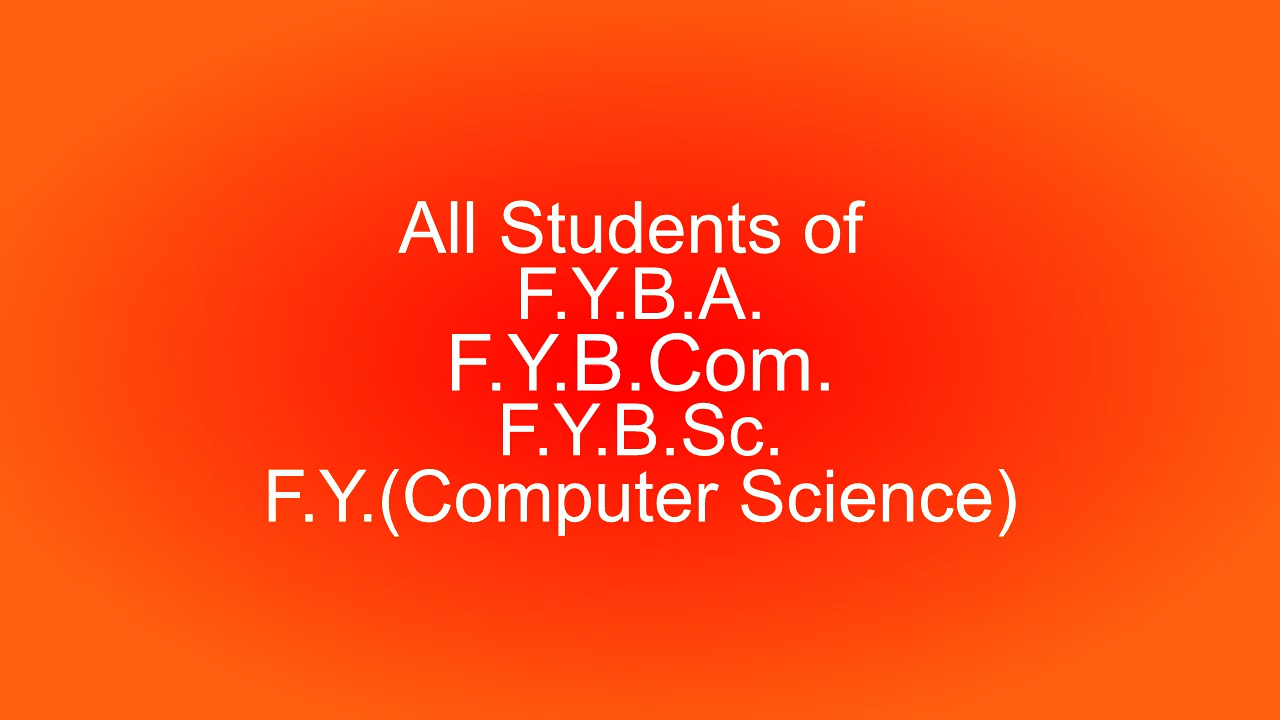 All Students of
F.Y.B.A.
F.Y.B.Com.
F.Y.B.Sc.
F.Y.(Computer Science)